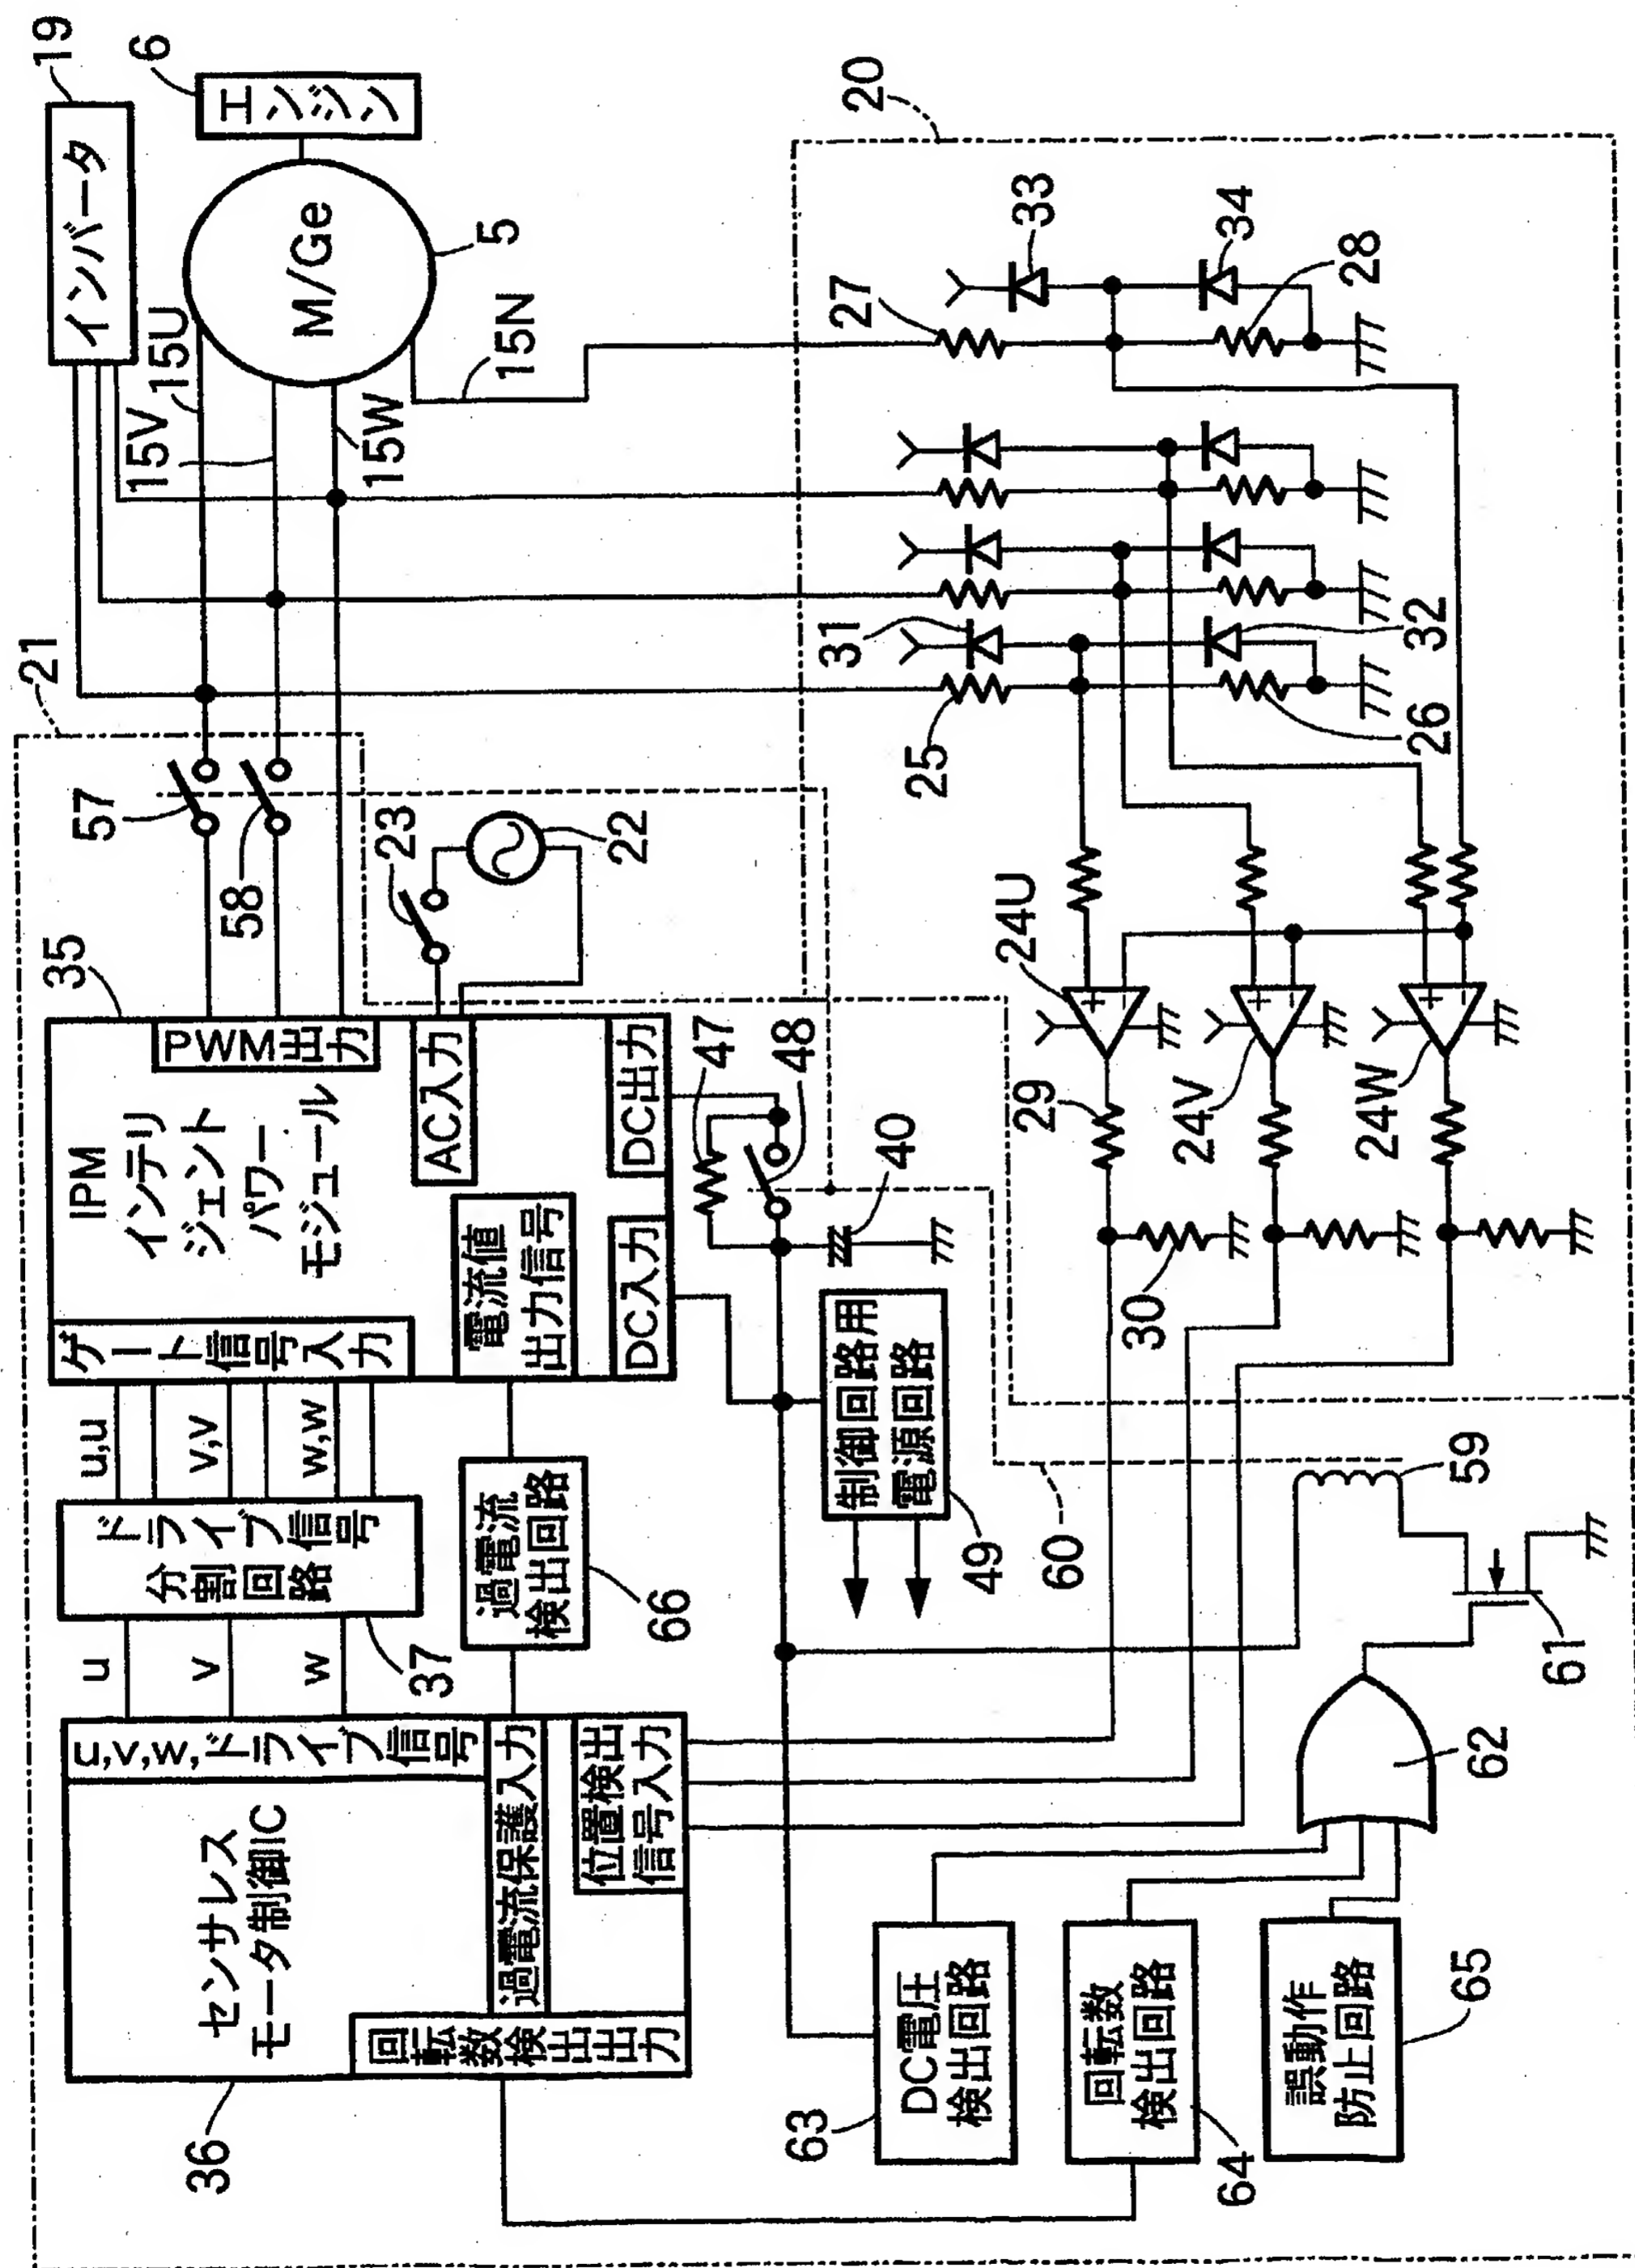 19
インバータ
6
エンジン
M/Ge
5
15U
15V
15W
15N
20
21
57
58
23
22
35
PWM出力
IPM
インテリ
ジェント
パワー
モジュール
AC入力
DC出力
ゲート信号入力
電流値
出力信号
DC入力
47
48
40
27
33
34
28
31
32
25
26
24U
+
−
24V
+
−
24W
+
−
29
30
u,u
v,v
w,w
ドライブ信号
分割回路
37
u
v
w
過電流
検出回路
66
制御回路用
電源回路
49
60
59
61
62
センサレス
モータ制御IC
u,v,w,ドライブ信号
過電流保護入力
位置検出
信号入力
回転数検出出力
36
DC電圧
検出回路
63
回転数
検出回路
64
誤動作
防止回路
65